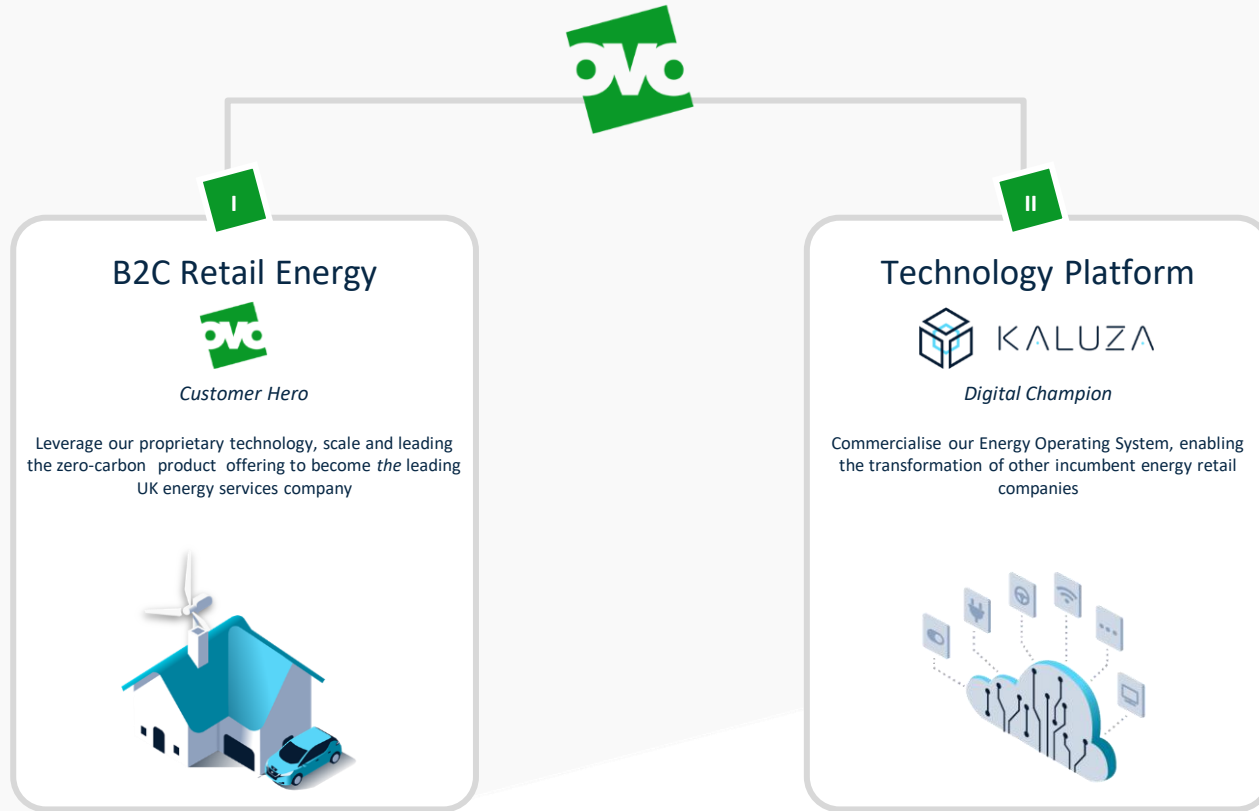 OVO
I
II
B2C Retail Energy
OVO
Customer Hero
Leverage our proprietary technology, scale and leading
the zero-carbon product offering to become the leading
UK energy services company
Technology Platform
KALUZA
Digital Champion
Commercialise our Energy Operating System, enabling
the transformation of other incumbent energy retail
companies